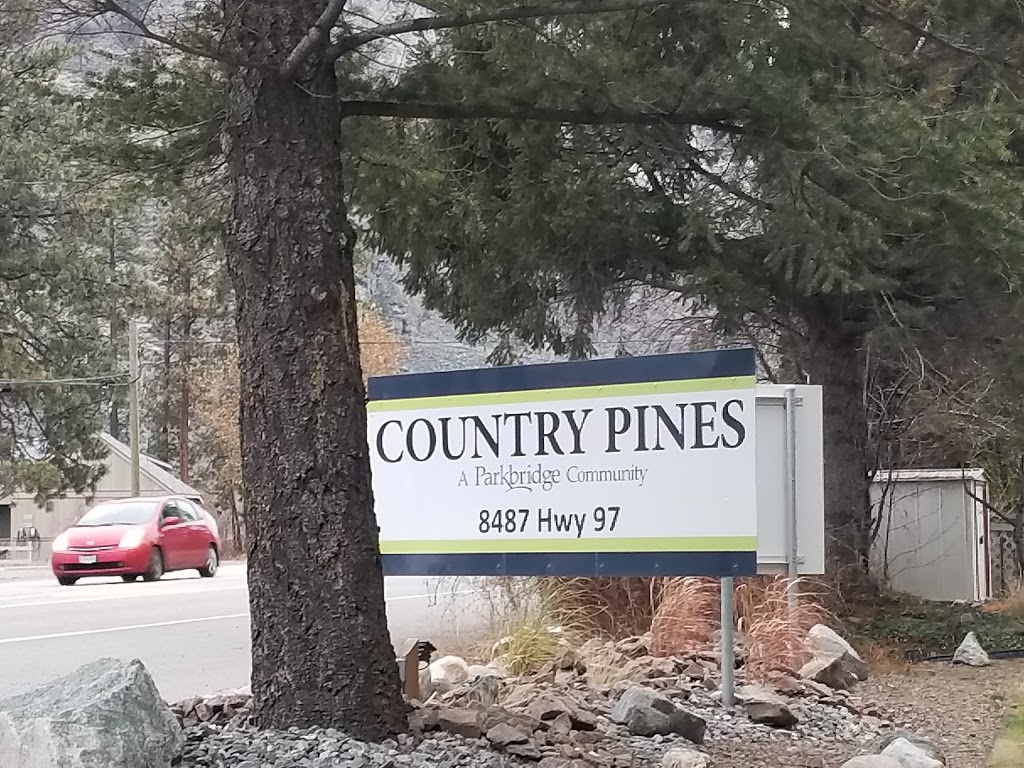 COUNTRY PINES
A Parkbridge Community
8487 Hwy 97